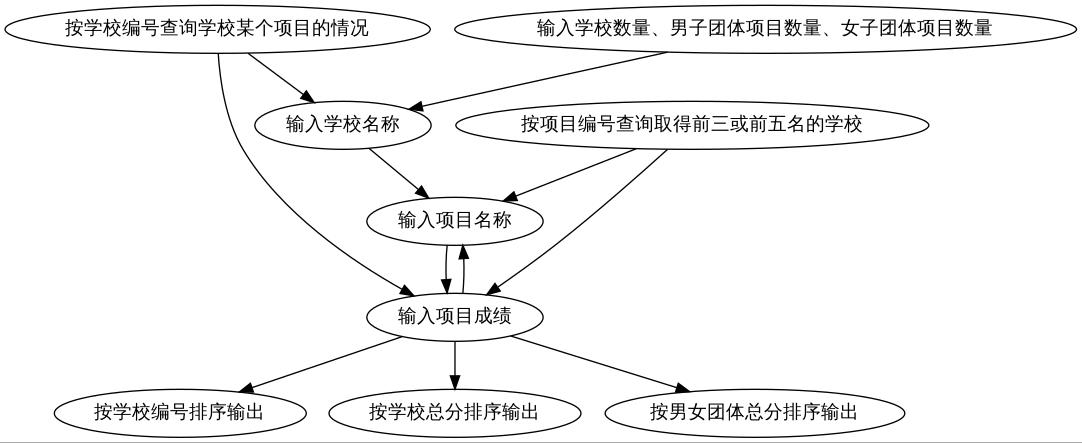 按学校编号查询学校某个项目的情况
输入学校数量、男子团体项目数量、女子团体项目数量
输入学校名称
按项目编号查询取得前三或前五名的学校
输入项目名称
输入项目成绩
按学校编号排序输出
按学校总分排序输出
按男女团体总分排序输出